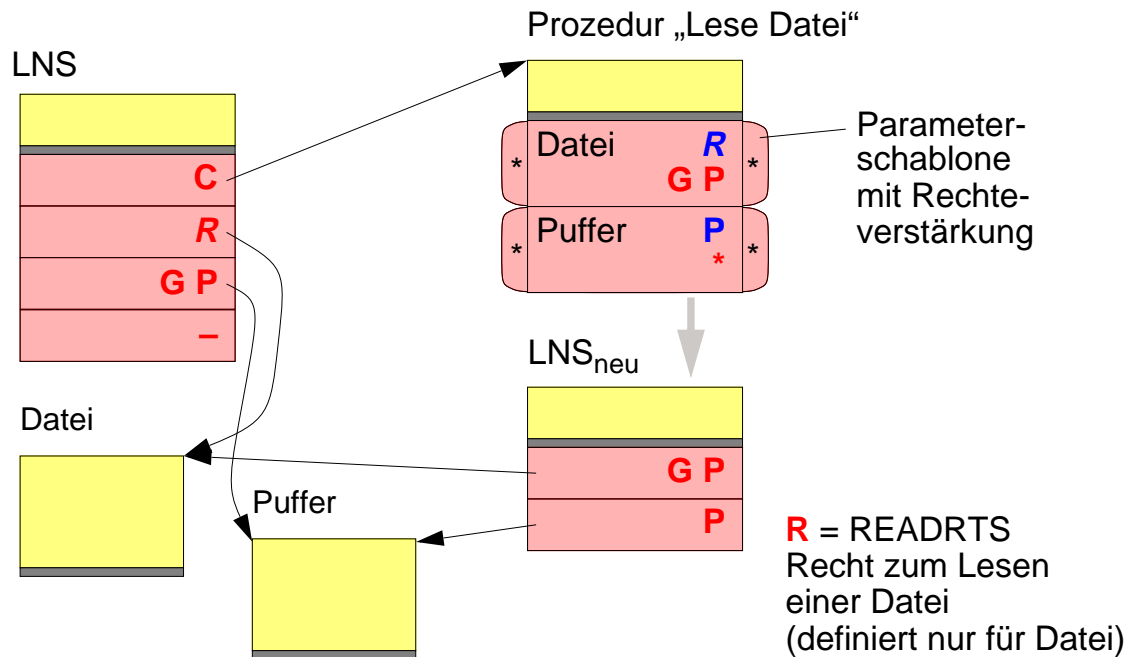 Prozedur „Lese Datei“
LNS
C
R
G P
–
* Datei R *
G P
* Puffer P *
*
Parameter-
schablone
mit Rechte-
verstärkung
LNSneu
G P
P
Datei
Puffer
R = READRTS
Recht zum Lesen
einer Datei
(definiert nur für Datei)